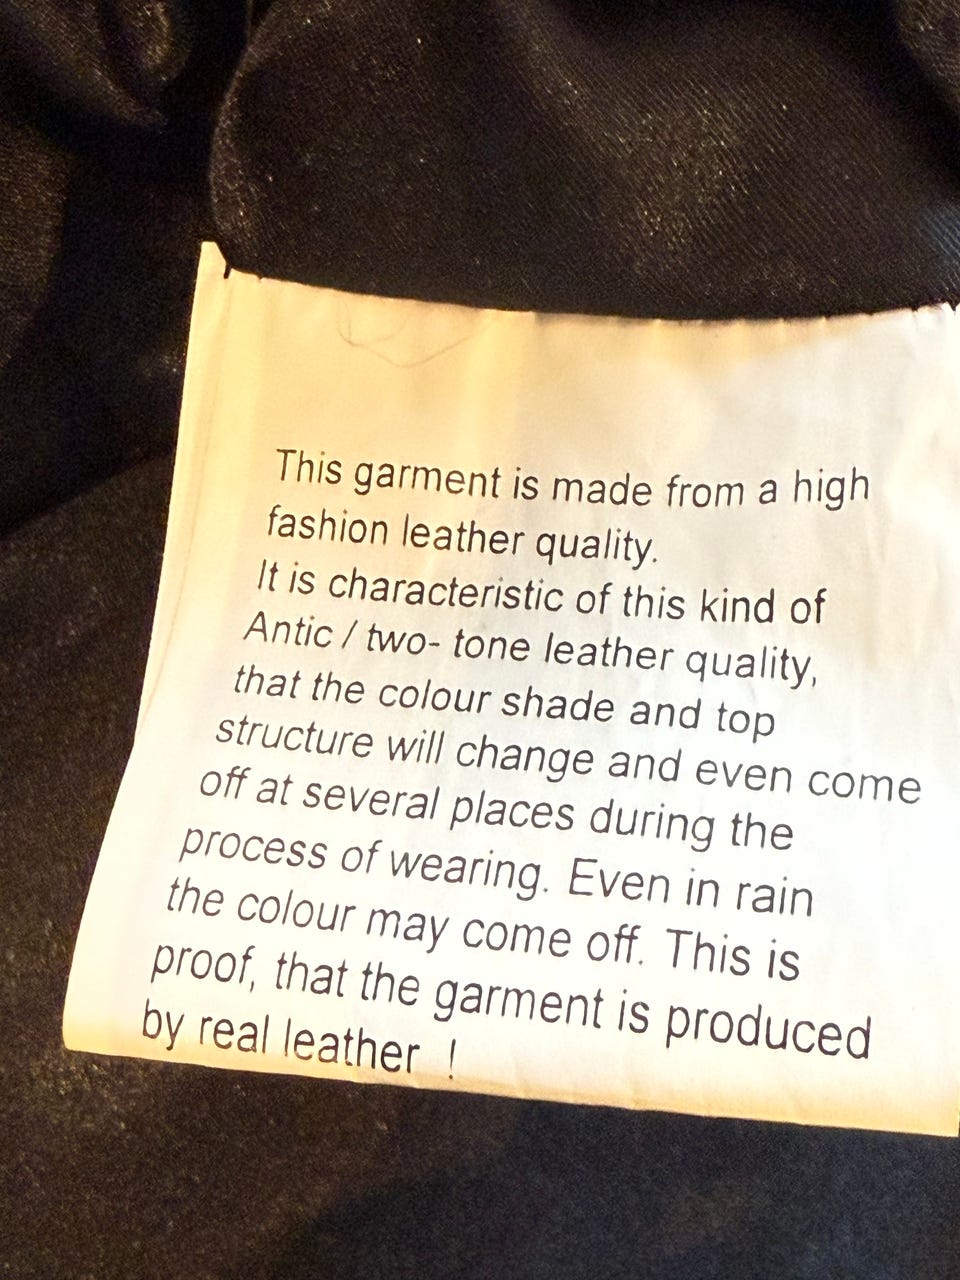 This garment is made from a high
fashion leather quality.
It is characteristic of this kind of
Antic / two- tone leather quality,
that the colour shade and top
structure will change and even come
off at several places during the
process of wearing. Even in rain
the colour may come off. This is
proof, that the garment is produced
by real leather !